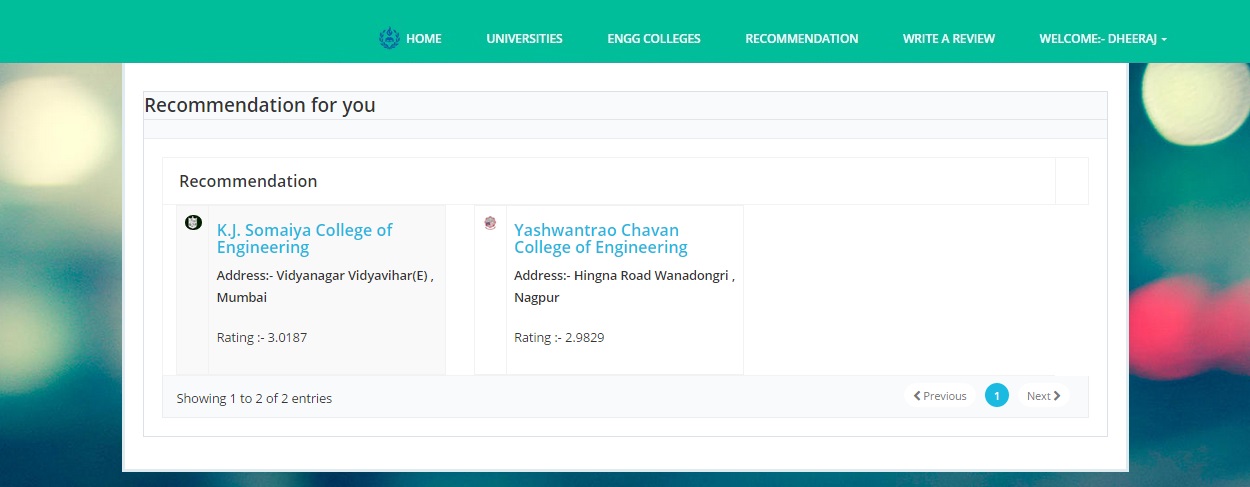 HOME UNIVERSITIES ENGG COLLEGES RECOMMENDATION WRITE A REVIEW WELCOME:- DHEERAJ
Recommendation for you
Recommendation
K.J. Somaiya College of
Engineering
Address:- Vidyanagar Vidyavihar(E) ,
Mumbai
Rating :- 3.0187
Yashwantrao Chavan
College of Engineering
Address:- Hingna Road Wanadongri ,
Nagpur
Rating :- 2.9829
Showing 1 to 2 of 2 entries
Previous 1 Next